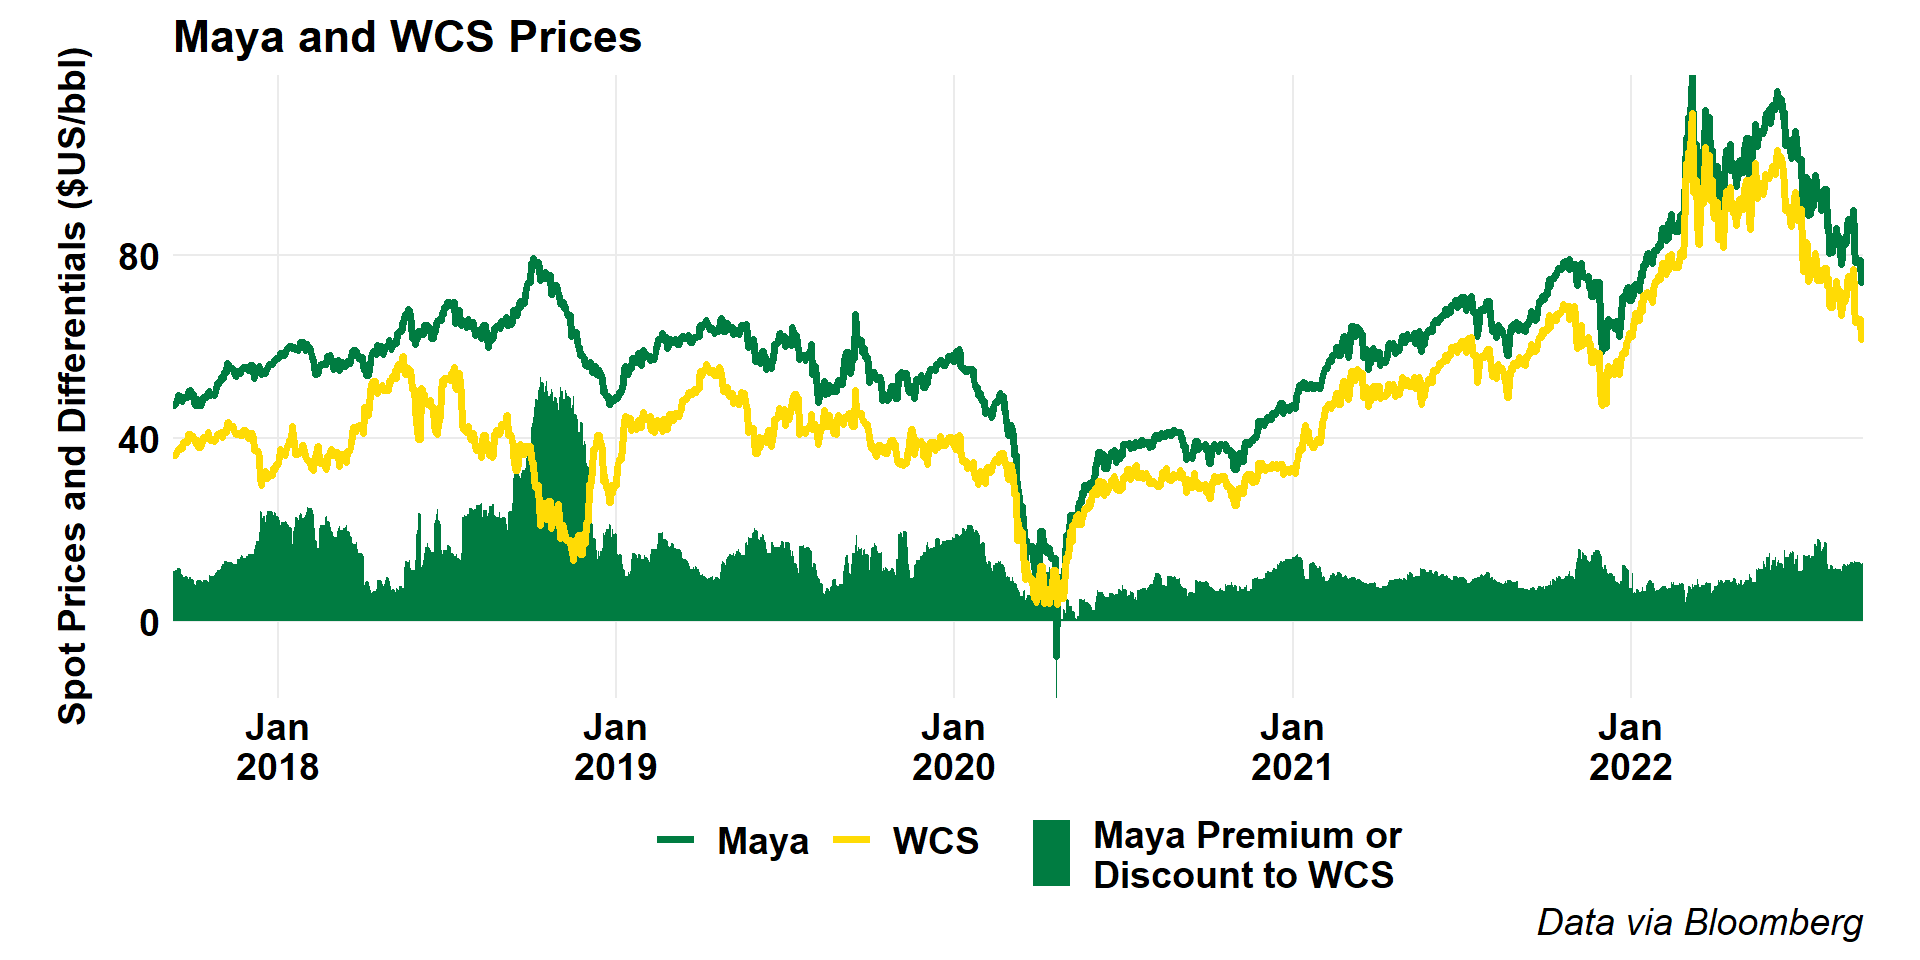 Maya and WCS Prices
Spot Prices and Differentials ($US/bbl)
80
40
0
Jan
2018
Jan
2019
Jan
2020
Jan
2021
Jan
2022
Maya
WCS
Maya Premium or
Discount to WCS
Data via Bloomberg